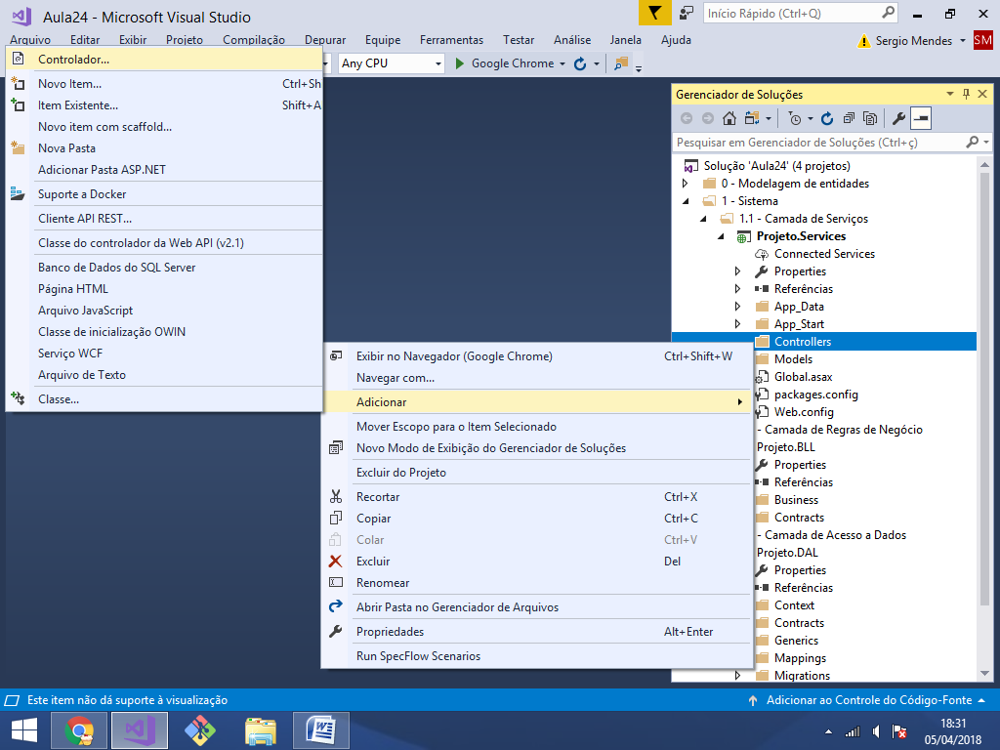 Aula24 - Microsoft Visual Studio
Início Rápido (Ctrl+Q)
Arquivo Editar Exibir Projeto Compilação Depurar Equipe Ferramentas Testar Análise Janela Ajuda
Sergio Mendes
SM
Any CPU
Google Chrome
Controlador...
Novo Item... Ctrl+Sh
Item Existente... Shift+A
Novo item com scaffold...
Nova Pasta
Adicionar Pasta ASP.NET
Suporte a Docker
Cliente API REST...
Classe do controlador da Web API (v2.1)
Banco de Dados do SQL Server
Página HTML
Arquivo JavaScript
Classe de inicialização OWIN
Serviço WCF
Arquivo de Texto
Classe...
Exibir no Navegador (Google Chrome) Ctrl+Shift+W
Navegar com...
Adicionar
Mover Escopo para o Item Selecionado
Novo Modo de Exibição do Gerenciador de Soluções
Excluir do Projeto
Recortar Ctrl+X
Copiar Ctrl+C
Colar Ctrl+V
Excluir Del
Renomear
Abrir Pasta no Gerenciador de Arquivos
Propriedades Alt+Enter
Run SpecFlow Scenarios
Gerenciador de Soluções
Pesquisar em Gerenciador de Soluções (Ctrl+ç)
Solução 'Aula24' (4 projetos)
0 - Modelagem de entidades
1 - Sistema
1.1 - Camada de Serviços
Projeto.Services
Connected Services
Properties
Referências
App_Data
App_Start
Controllers
Models
Global.asax
packages.config
Web.config
- Camada de Regras de Negócio
Projeto.BLL
Properties
Referências
Business
Contracts
- Camada de Acesso a Dados
Projeto.DAL
Properties
Referências
Context
Contracts
Generics
Mappings
Migrations
Este item não dá suporte à visualização
Adicionar ao Controle do Código-Fonte
18:31
05/04/2018